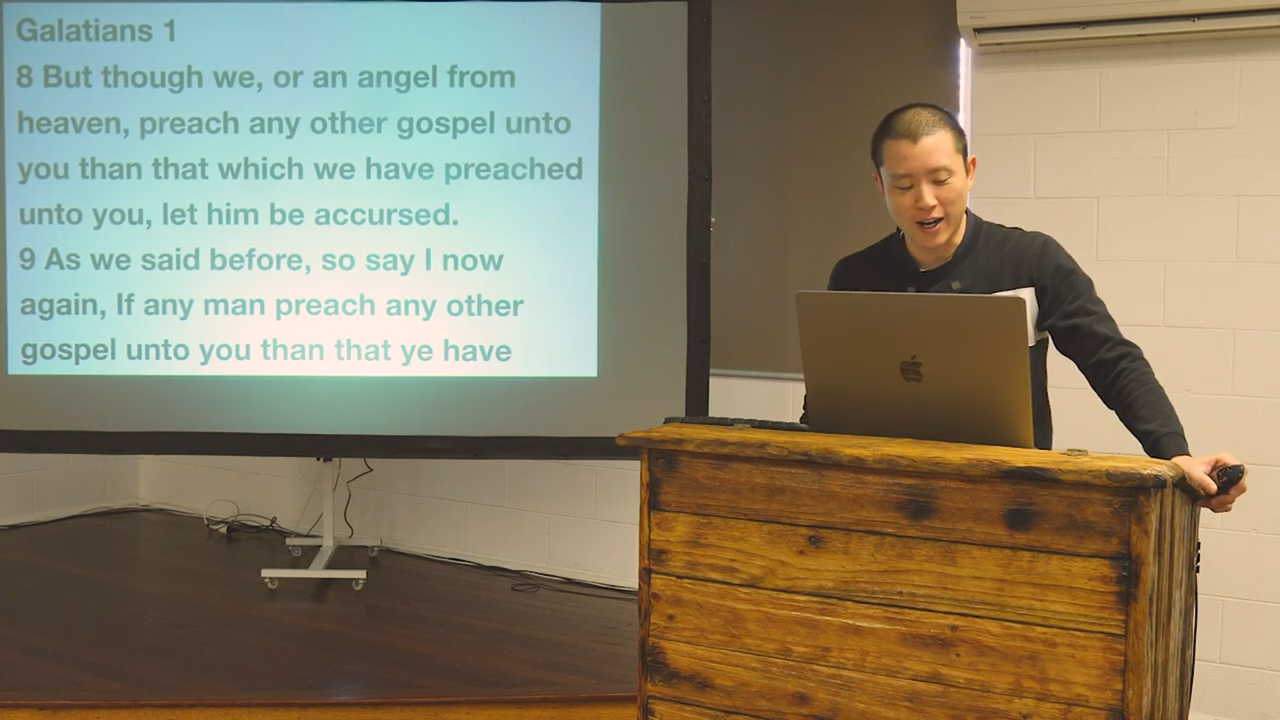 Galatians 1
8 But though we, or an angel from
heaven, preach any other gospel unto
you than that which we have preached
unto you, let him be accursed.
9 As we said before, so say I now
again, If any man preach any other
gospel unto you than that ye have